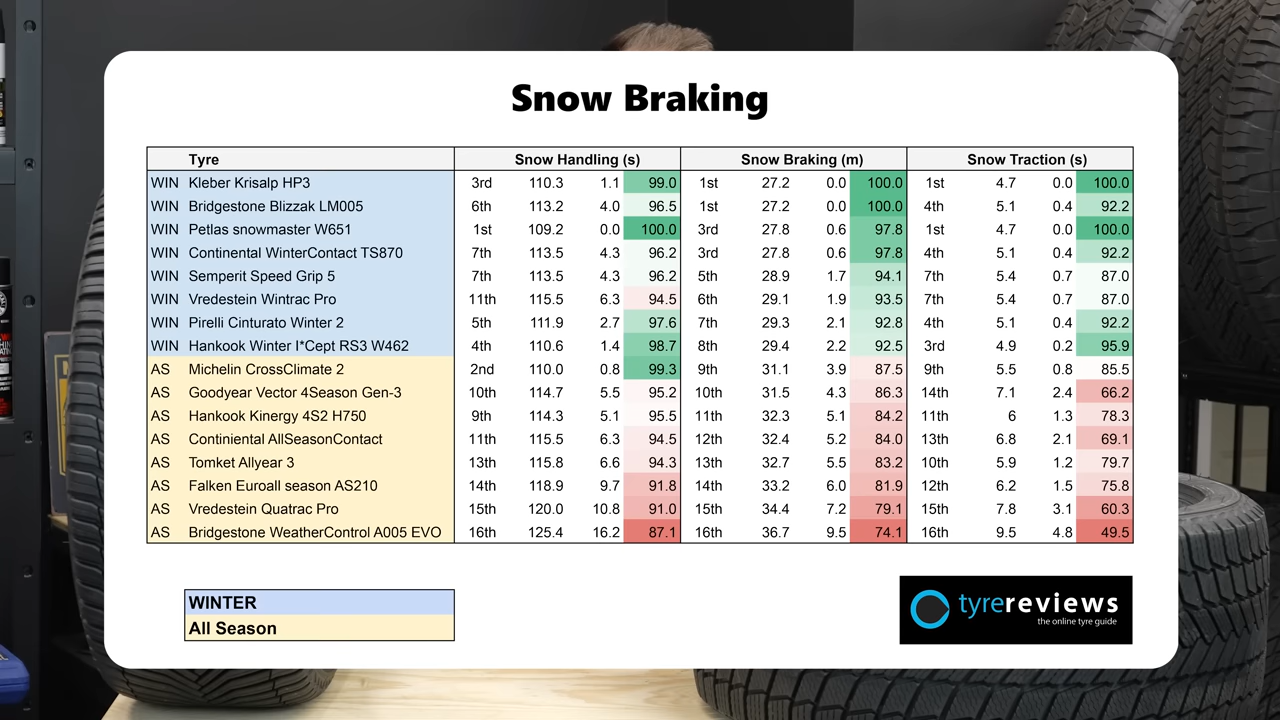 Snow Braking
Tyre Snow Handling (s) Snow Braking (m) Snow Traction (s)
WIN Kleber Krisalp HP3 3rd 110.3 1.1 99.0 1st 27.2 0.0 100.0 1st 4.7 0.0 100.0
WIN Bridgestone Blizzak LM005 6th 113.2 4.0 96.5 1st 27.2 0.0 100.0 4th 5.1 0.4 92.2
WIN Petlas snowmaster W651 1st 109.2 0.0 100.0 3rd 27.8 0.6 97.8 1st 4.7 0.0 100.0
WIN Continental WinterContact TS870 7th 113.5 4.3 96.2 3rd 27.8 0.6 97.8 4th 5.1 0.4 92.2
WIN Semperit Speed Grip 5 7th 113.5 4.3 96.2 5th 28.9 1.7 94.1 7th 5.4 0.7 87.0
WIN Vredestein Wintrac Pro 11th 115.5 6.3 94.5 6th 29.1 1.9 93.5 7th 5.4 0.7 87.0
WIN Pirelli Cinturato Winter 2 5th 111.9 2.7 97.6 7th 29.3 2.1 92.8 4th 5.1 0.4 92.2
WIN Hankook Winter I*Cept RS3 W462 4th 110.6 1.4 98.7 8th 29.4 2.2 92.5 3rd 4.9 0.2 95.9
AS Michelin CrossClimate 2 2nd 110.0 0.8 99.3 9th 31.1 3.9 87.5 9th 5.5 0.8 85.5
AS Goodyear Vector 4Season Gen-3 10th 114.7 5.5 95.2 10th 31.5 4.3 86.3 14th 7.1 2.4 66.2
AS Hankook Kinergy 4S2 H750 9th 114.3 5.1 95.5 11th 32.3 5.1 84.2 11th 6 1.3 78.3
AS Continiental AllSeasonContact 11th 115.5 6.3 94.5 12th 32.4 5.2 84.0 13th 6.8 2.1 69.1
AS Tomket Allyear 3 13th 115.8 6.6 94.3 13th 32.7 5.5 83.2 10th 5.9 1.2 79.7
AS Falken Euroall season AS210 14th 118.9 9.7 91.8 14th 33.2 6.0 81.9 12th 6.2 1.5 75.8
AS Vredestein Quatrac Pro 15th 120.0 10.8 91.0 15th 34.4 7.2 79.1 15th 7.8 3.1 60.3
AS Bridgestone WeatherControl A005 EVO 16th 125.4 16.2 87.1 16th 36.7 9.5 74.1 16th 9.5 4.8 49.5
WINTER
All Season
tyrereviews
the online tyre guide